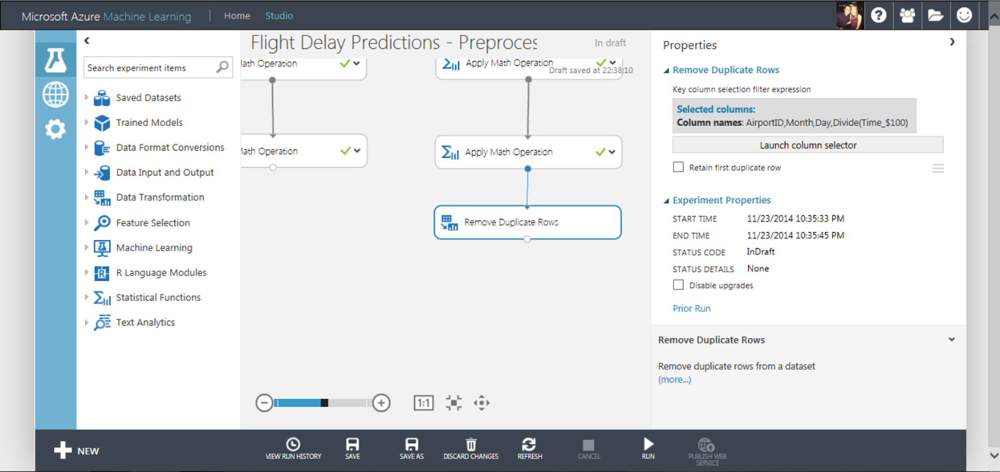 Microsoft Azure Machine Learning | Home Studio
Flight Delay Predictions - Preproces
In draft
Draft saved at 22:38:10
Search experiment items
Saved Datasets
Trained Models
Data Format Conversions
Data Input and Output
Data Transformation
Feature Selection
Machine Learning
R Language Modules
Statistical Functions
Text Analytics
Math Operation
Apply Math Operation
Math Operation
Apply Math Operation
Remove Duplicate Rows
1:1
Properties
Remove Duplicate Rows
Key column selection filter expression
Selected columns:
Column names: AirportID,Month,Day,Divide(Time_$100)
Launch column selector
Retain first duplicate row
Experiment Properties
START TIME 11/23/2014 10:35:33 PM
END TIME 11/23/2014 10:35:45 PM
STATUS CODE InDraft
STATUS DETAILS None
Disable upgrades
Prior Run
Remove Duplicate Rows
Remove duplicate rows from a dataset
(more...)
NEW
VIEW RUN HISTORY
SAVE
SAVE AS
DISCARD CHANGES
REFRESH
CANCEL
RUN
PUBLISH WEB
SERVICE